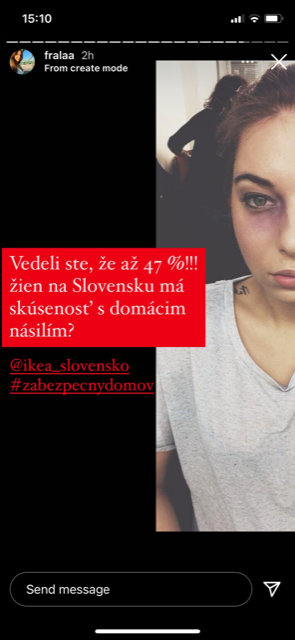 15:10
fralaa 2h
From create mode
Vedeli ste, že až 47 %!!!
žien na Slovensku má
skúsenosť s domácim
násilím?
@ikea_slovensko
#zabezpecnydomov
Send message